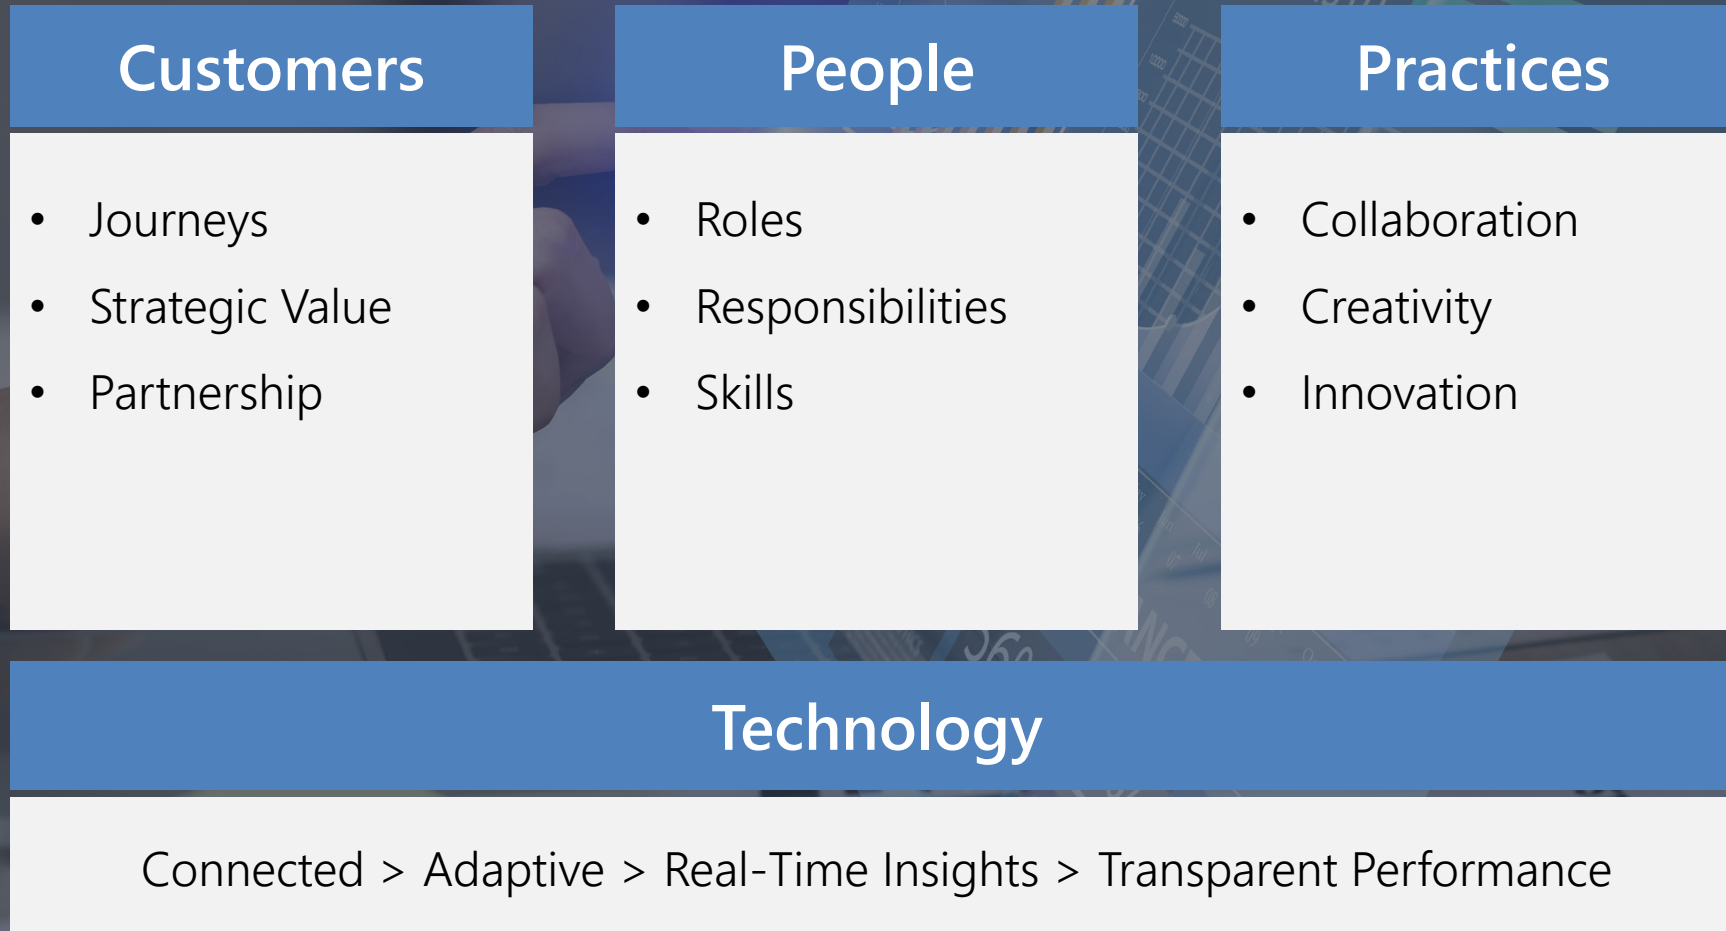 Customers
• Journeys
• Strategic Value
• Partnership
People
• Roles
• Responsibilities
• Skills
Practices
• Collaboration
• Creativity
• Innovation
Technology
Connected > Adaptive > Real-Time Insights > Transparent Performance